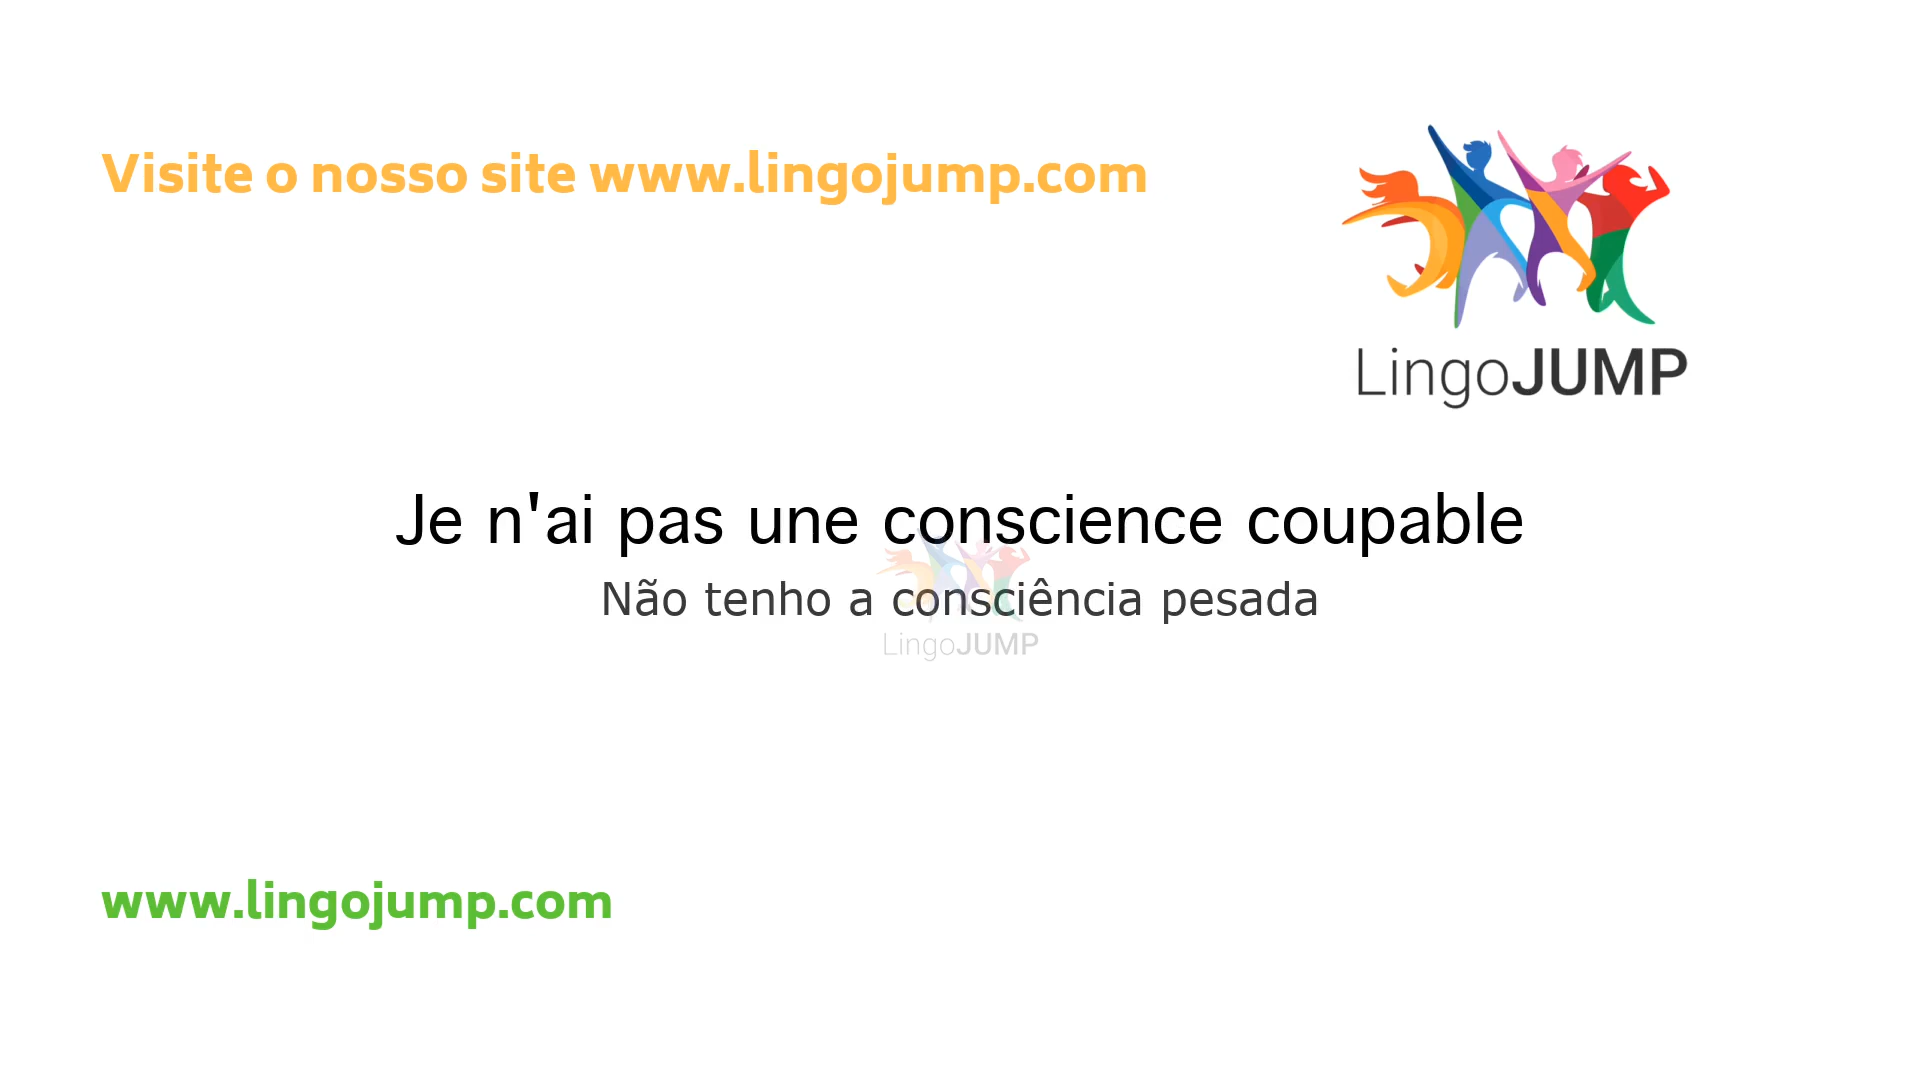 Visite o nosso site www.lingojump.com
LingoJUMP
Je n'ai pas une conscience coupable
Não tenho a consciência pesada
LingoJUMP
www.lingojump.com